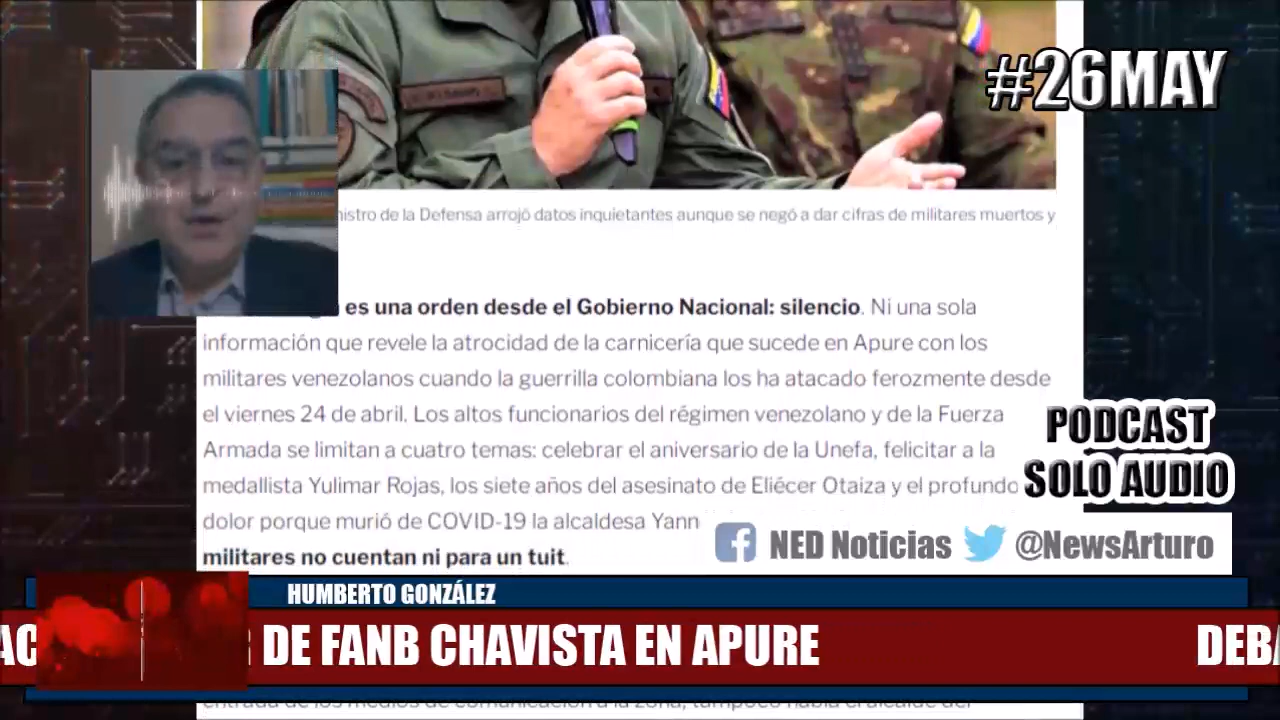 #26MAY
nistro de la Defensa arrojó datos inquietantes aunque se negó a dar cifras de militares muertos y
es una orden desde el Gobierno Nacional: silencio. Ni una sola
información que revele la atrocidad de la carnicería que sucede en Apure con los
militares venezolanos cuando la guerrilla colombiana los ha atacado ferozmente desde
el viernes 24 de abril. Los altos funcionarios del régimen venezolano y de la Fuerza
Armada se limitan a cuatro temas: celebrar el aniversario de la Unefa, felicitar a la
medallista Yulimar Rojas, los siete años del asesinato de Eliécer Otaiza y el profundo
dolor porque murió de COVID-19 la alcaldesa Yann
militares no cuentan ni para un tuit.
PODCAST
SOLO AUDIO
NED Noticias @NewsArturo
HUMBERTO GONZÁLEZ
AC DE FANB CHAVISTA EN APURE DEBA